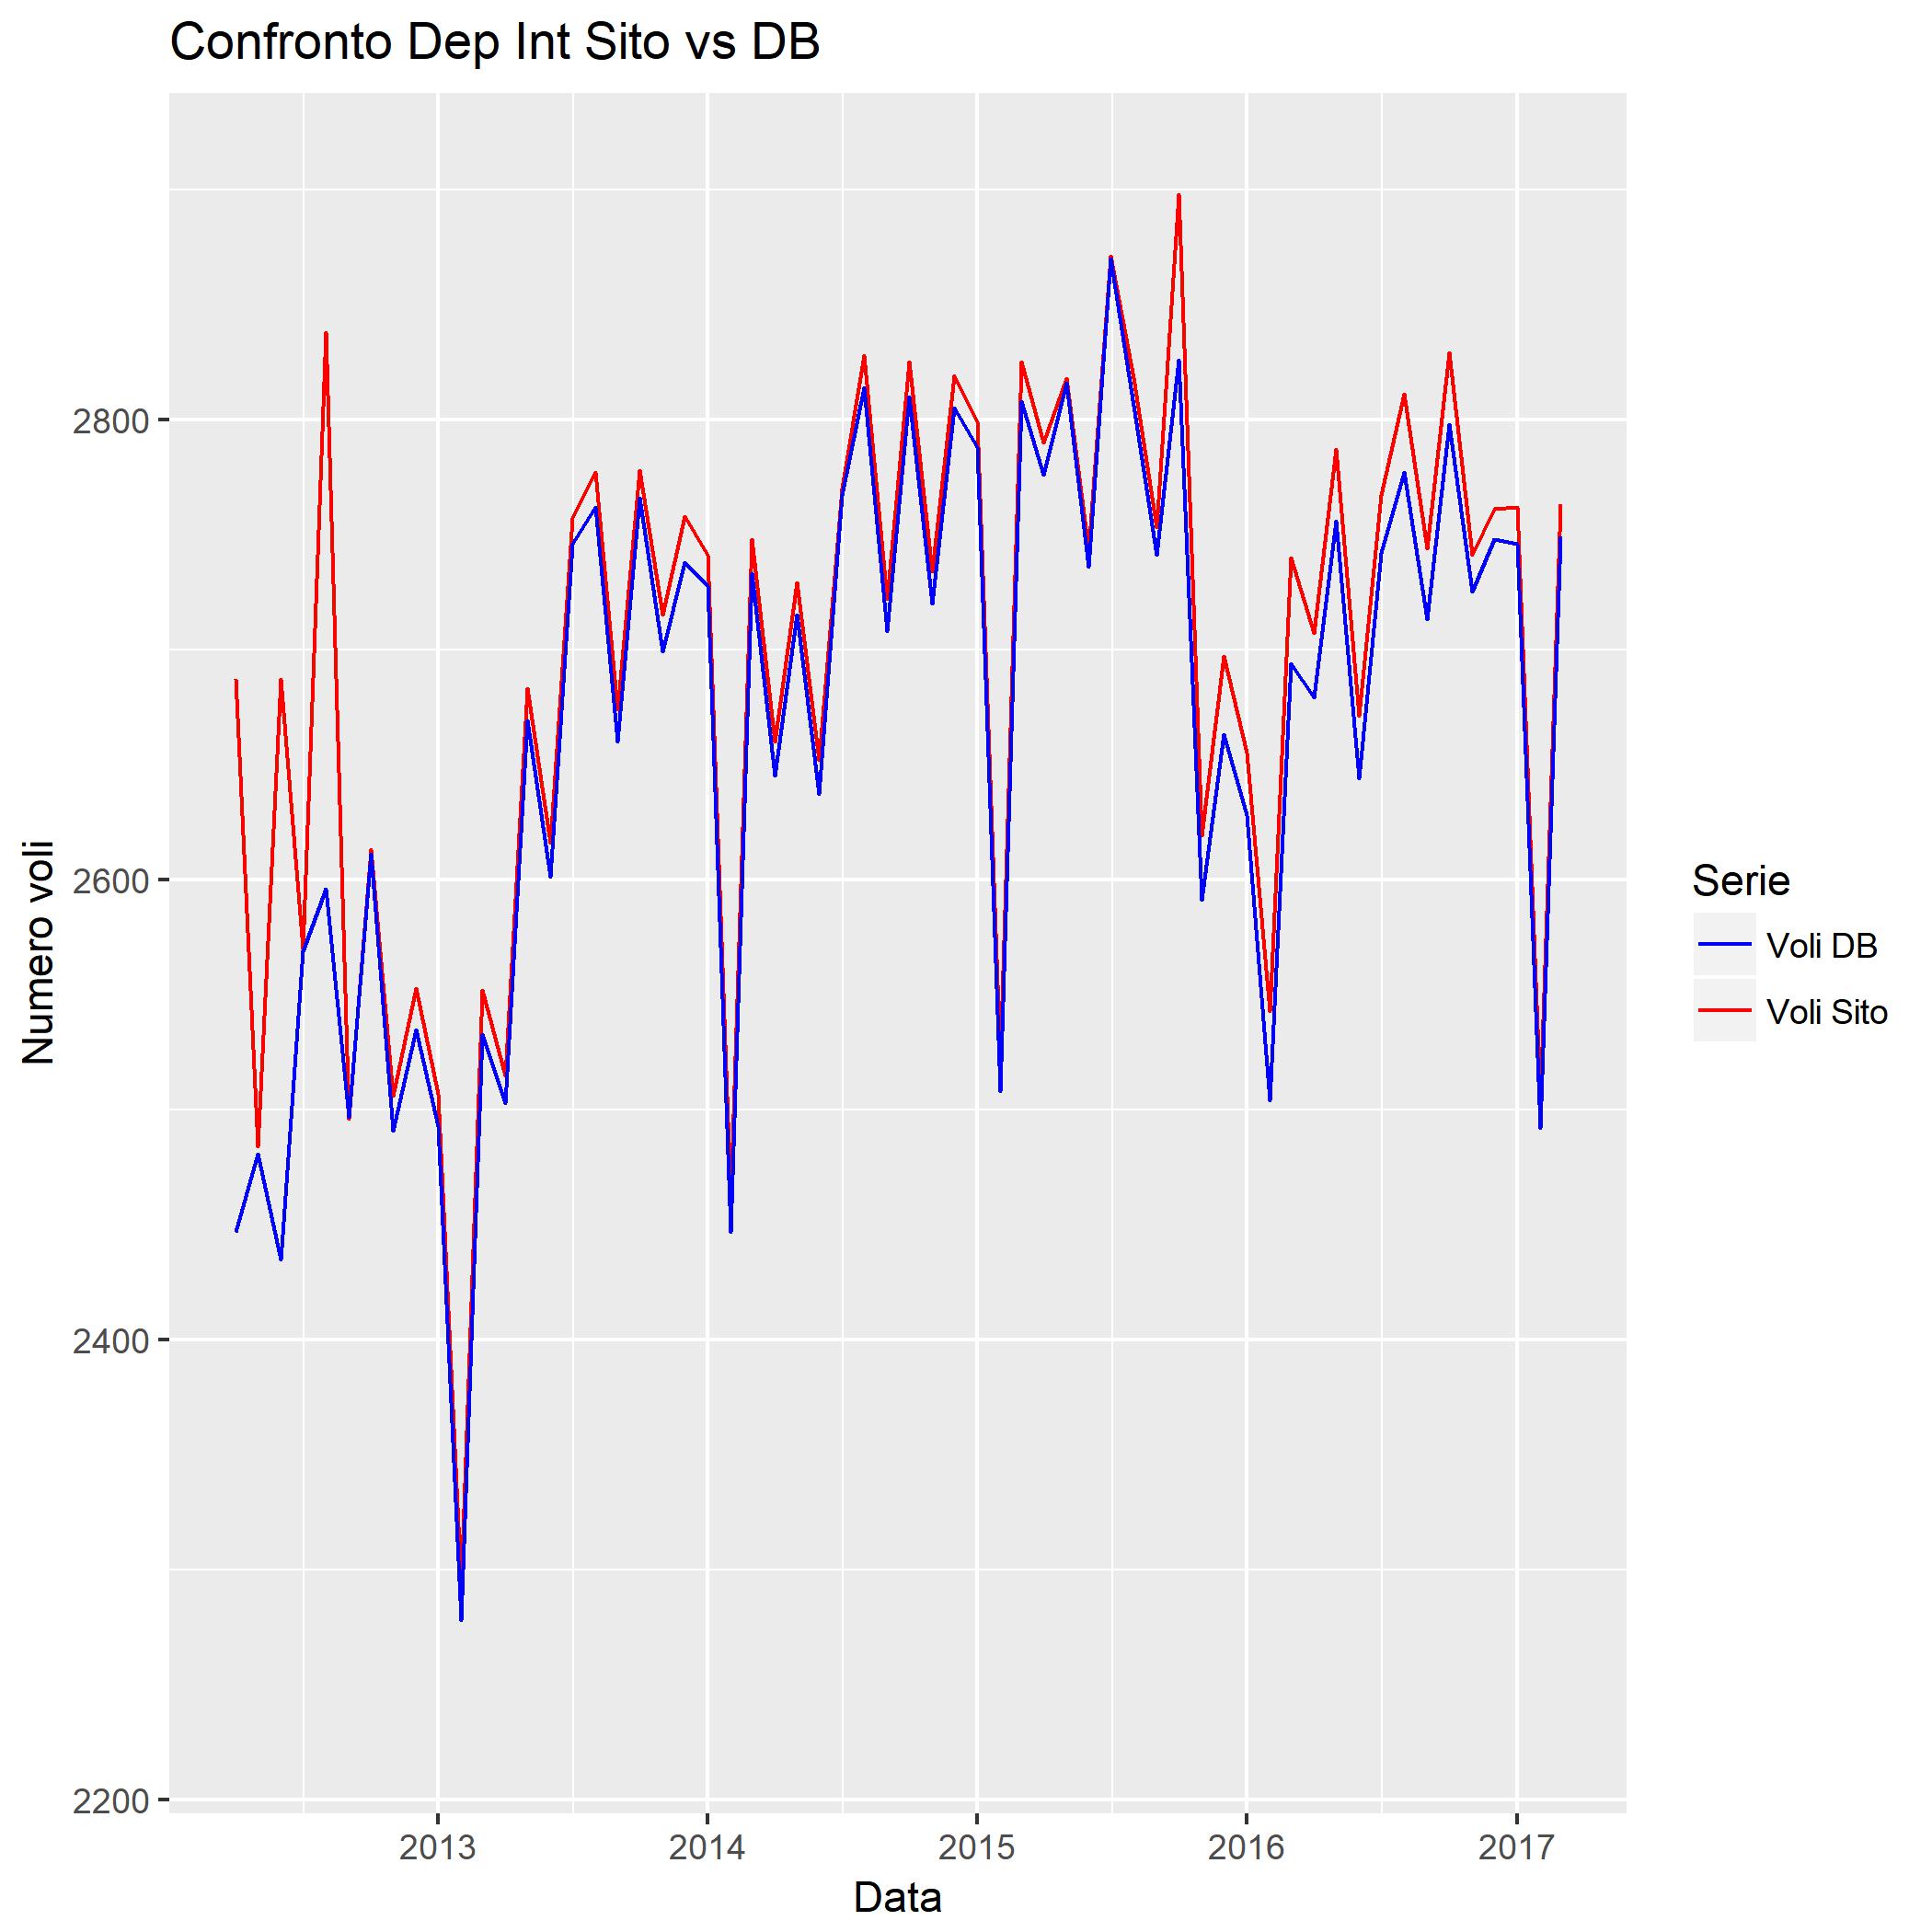 Confronto Dep Int Sito vs DB
Numero voli
2800
2600
2400
2200
2013 2014 2015 2016 2017
Data
Serie
Voli DB
Voli Sito